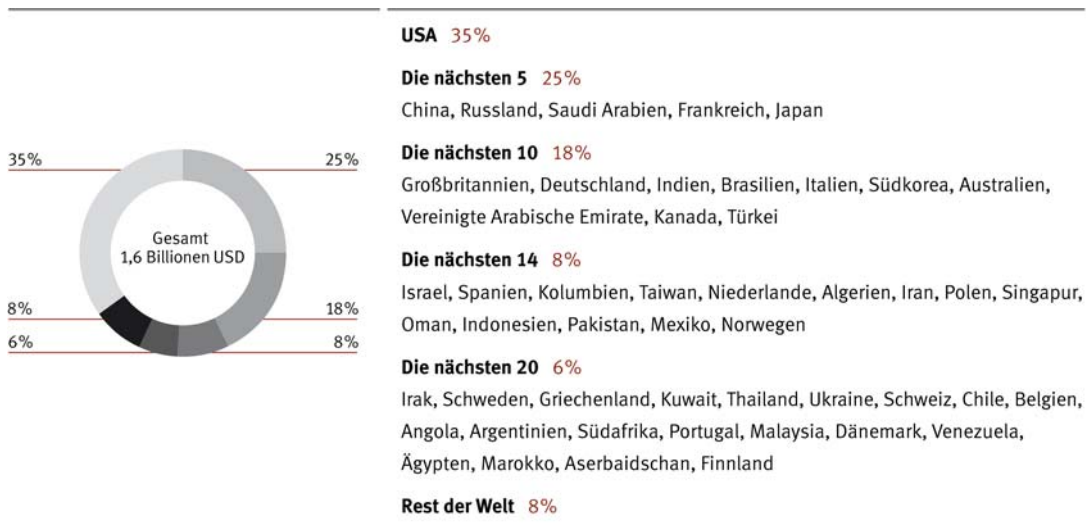 35%
25%
Gesamt
1,6 Billionen USD
8%
18%
6%
8%
USA 35%
Die nächsten 5 25%
China, Russland, Saudi Arabien, Frankreich, Japan
Die nächsten 10 18%
Großbritannien, Deutschland, Indien, Brasilien, Italien, Südkorea, Australien,
Vereinigte Arabische Emirate, Kanada, Türkei
Die nächsten 14 8%
Israel, Spanien, Kolumbien, Taiwan, Niederlande, Algerien, Iran, Polen, Singapur,
Oman, Indonesien, Pakistan, Mexiko, Norwegen
Die nächsten 20 6%
Irak, Schweden, Griechenland, Kuwait, Thailand, Ukraine, Schweiz, Chile, Belgien,
Angola, Argentinien, Südafrika, Portugal, Malaysia, Dänemark, Venezuela,
Ägypten, Marokko, Aserbaidschan, Finnland
Rest der Welt 8%